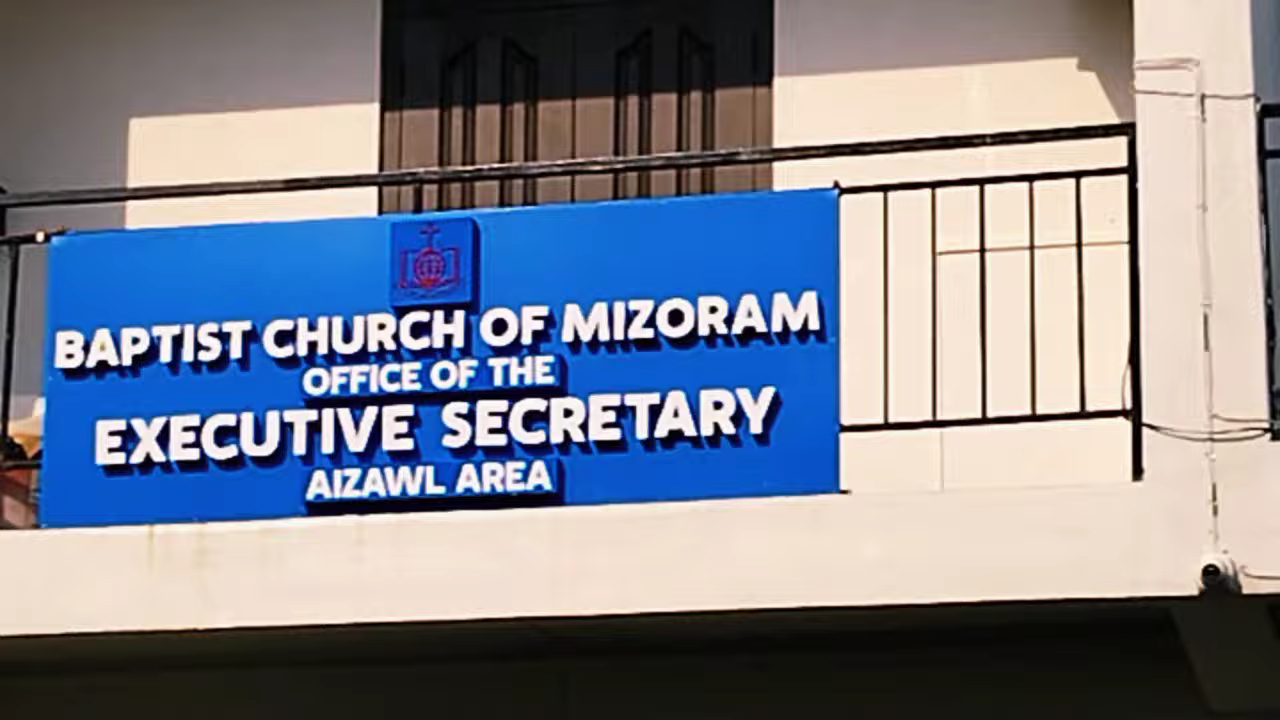 BAPTIST CHURCH OF MIZORAM
OFFICE OF THE
EXECUTIVE SECRETARY
AIZAWL AREA